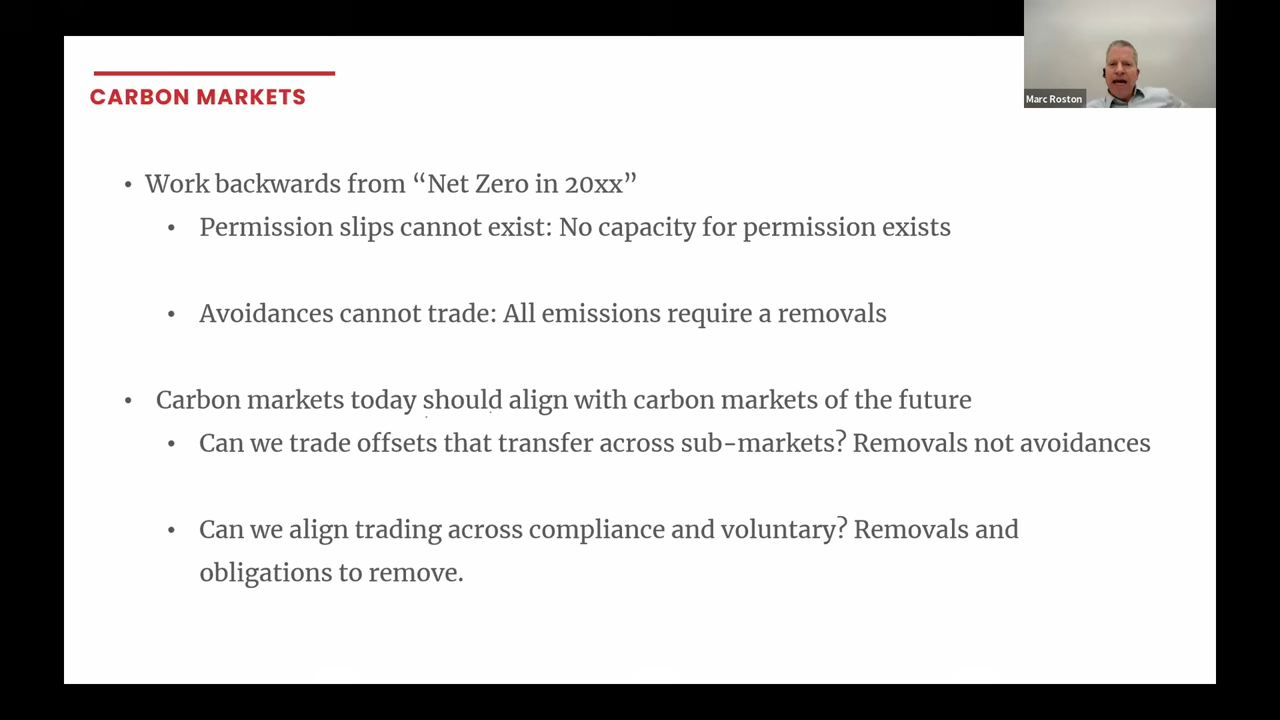 CARBON MARKETS
Marc Roston
• Work backwards from “Net Zero in 20xx”
• Permission slips cannot exist: No capacity for permission exists
• Avoidances cannot trade: All emissions require a removals
• Carbon markets today should align with carbon markets of the future
• Can we trade offsets that transfer across sub-markets? Removals not avoidances
• Can we align trading across compliance and voluntary? Removals and
obligations to remove.